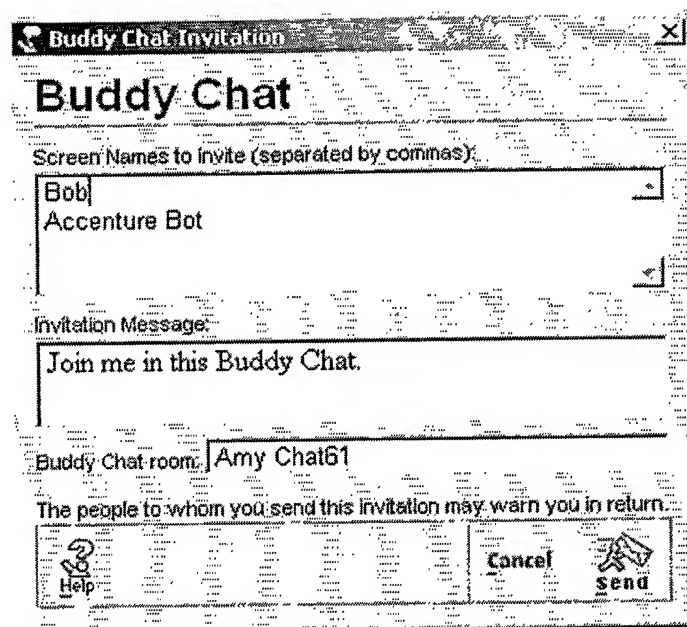 Buddy Chat Invitation
Buddy Chat
Screen Names to Invite (separated by commas):
Bob
Accenture Bot
Invitation Message:
Join me in this Buddy Chat.
Buddy Chat room: Amy Chat61
The people to whom you send this invitation may warn you in return.
Help
Cancel
Send